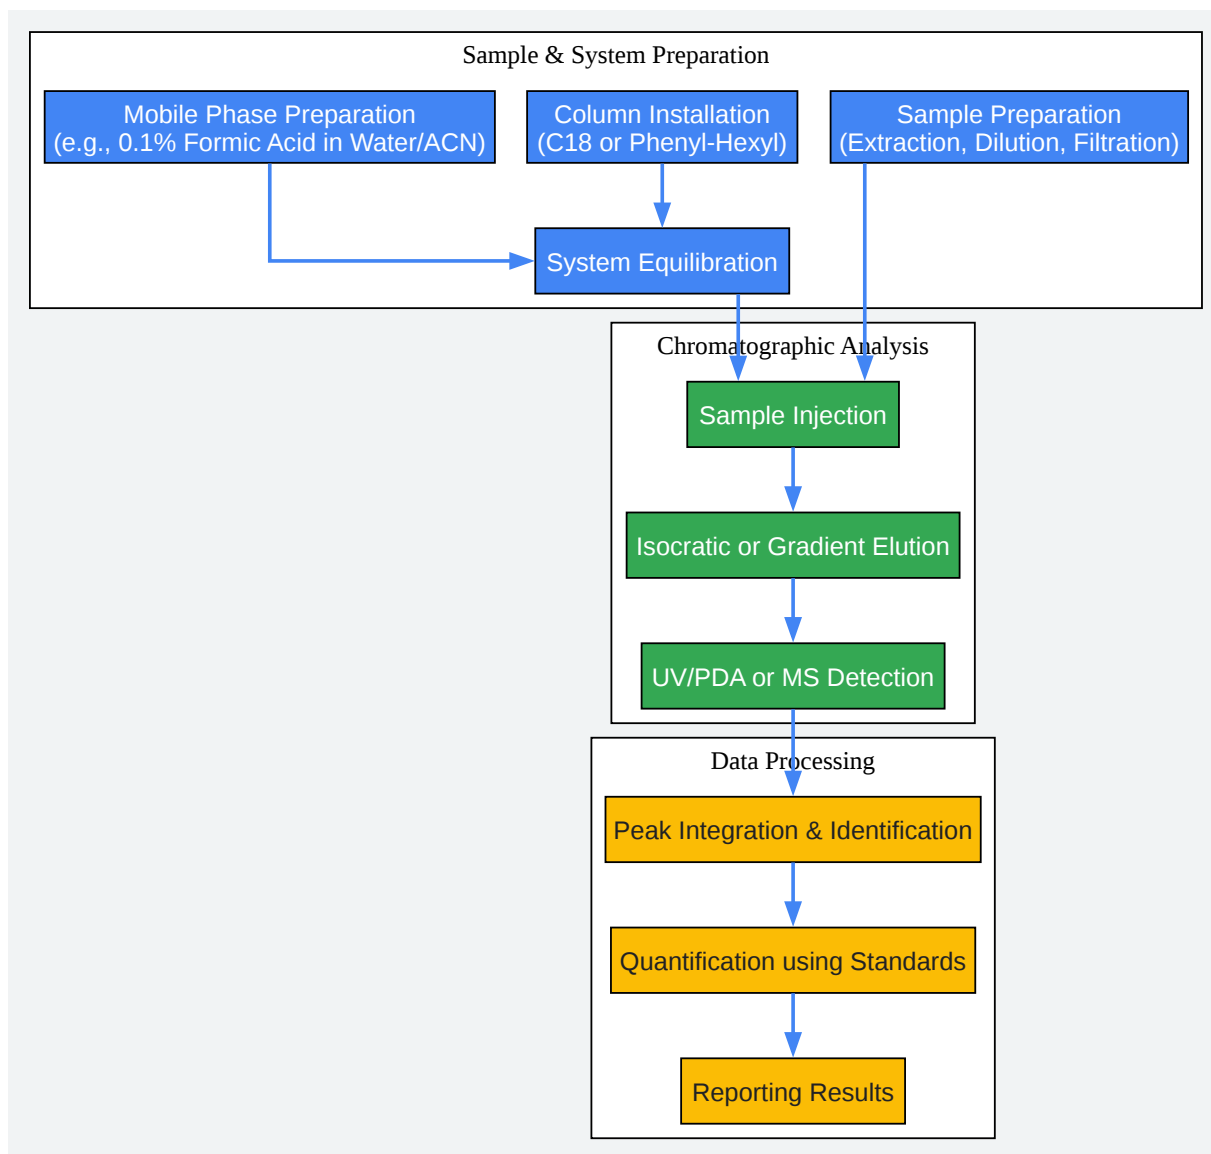 Sample & System Preparation
Mobile Phase Preparation
(e.g., 0.1% Formic Acid in Water/ACN)
Column Installation
(C18 or Phenyl-Hexyl)
Sample Preparation
(Extraction, Dilution, Filtration)
System Equilibration
Chromatographic Analysis
Sample Injection
Isocratic or Gradient Elution
UV/PDA or MS Detection
Data Processing
Peak Integration & Identification
Quantification using Standards
Reporting Results